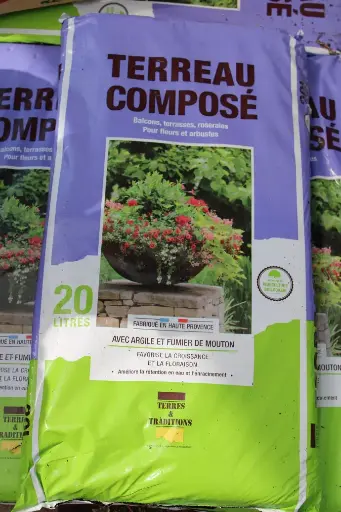 TERREAU
COMPOSÉ
Balcons, terrasses, rocailles
Pour fleurs et arbustes
20
LITRES
FABRIQUÉ EN HAUTE PROVENCE
AVEC ARGILE ET FUMIER DE MOUTON
FAVORISE LA CROISSANCE
ET LA FLORAISON
• Améliore la rétention en eau et l'enracinement
TERRES
&
TRADITIONS